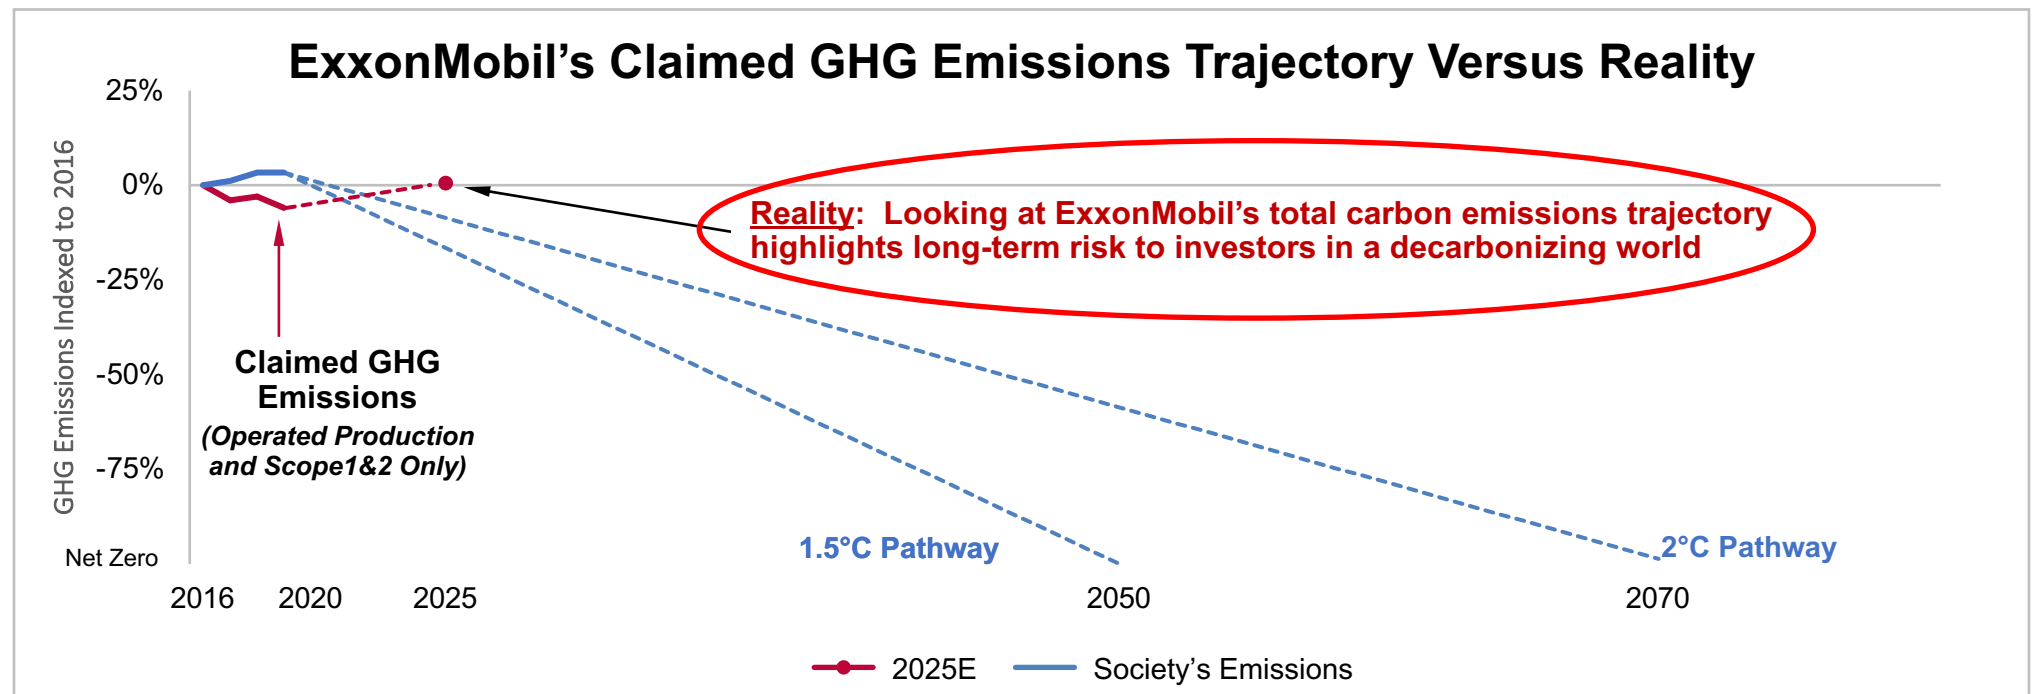 ExxonMobil’s Claimed GHG Emissions Trajectory Versus Reality
GHG Emissions Indexed to 2016
25%
0%
-25%
-50%
-75%
Net Zero
Reality:  Looking at ExxonMobil’s total carbon emissions trajectory
highlights long-term risk to investors in a decarbonizing world
Claimed GHG
Emissions
(Operated Production
and Scope1&2 Only)
1.5°C Pathway
2°C Pathway
2016
2020
2025
2050
2070
2025E
Society’s Emissions